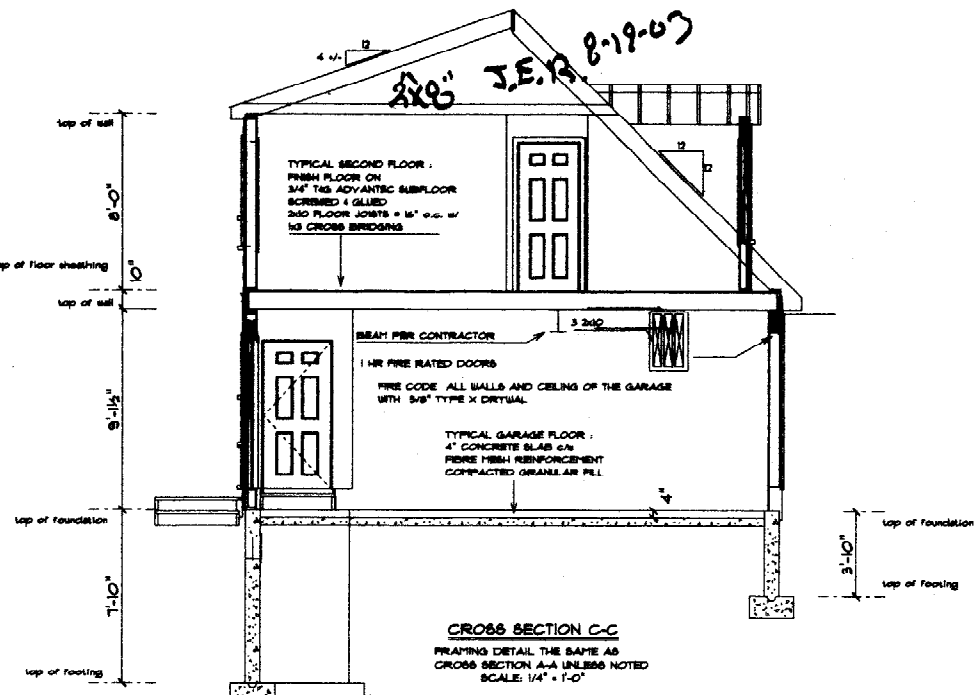 8-19-03
J.E.R.
2x8"
12
4 +/-
top of wall
12
12
TYPICAL SECOND FLOOR :
FINISH FLOOR ON
3/4" T&G ADVANTEC SUBFLOOR
SCREWED & GLUED
2x10 FLOOR JOISTS @ 16" o.c. w/
1x3 CROSS BRIDGING
8'-0"
top of floor sheathing
10"
top of wall
3 2x10
BEAM PER CONTRACTOR
1 HR FIRE RATED DOORS
FIRE CODE ALL WALLS AND CEILING OF THE GARAGE
WITH 5/8" TYPE X DRYWAL
9'-1½"
TYPICAL GARAGE FLOOR :
4" CONCRETE SLAB c/w
FIBRE MESH REINFORCEMENT
COMPACTED GRANULAR FILL
4"
top of foundation
top of foundation
3'-10"
top of footing
7'-10"
CROSS SECTION C-C
FRAMING DETAIL THE SAME AS
CROSS SECTION A-A UNLESS NOTED
SCALE: 1/4" = 1'-0"
top of footing